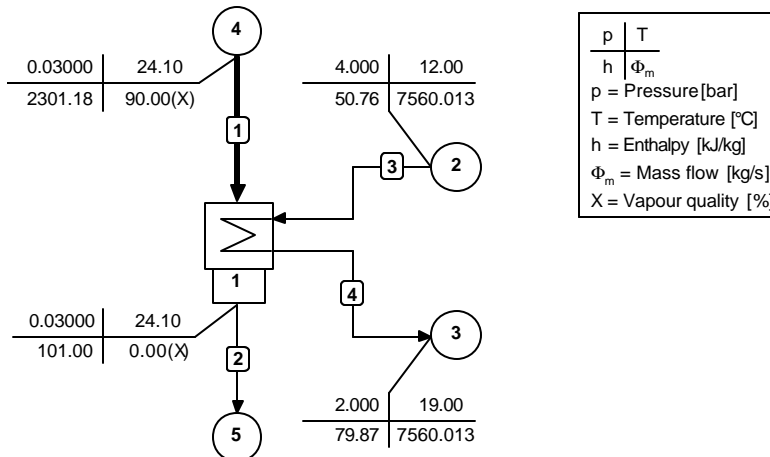 4
0.03000 24.10
2301.18 90.00(X)
4.000 12.00
50.76 7560.013
1
3
2
1
4
0.03000 24.10
101.00 0.00(X)
2
3
2.000 19.00
79.87 7560.013
5
p T
h Φm
p = Pressure [bar]
T = Temperature [°C]
h = Enthalpy [kJ/kg]
Φm = Mass flow [kg/s]
X = Vapour quality [%]